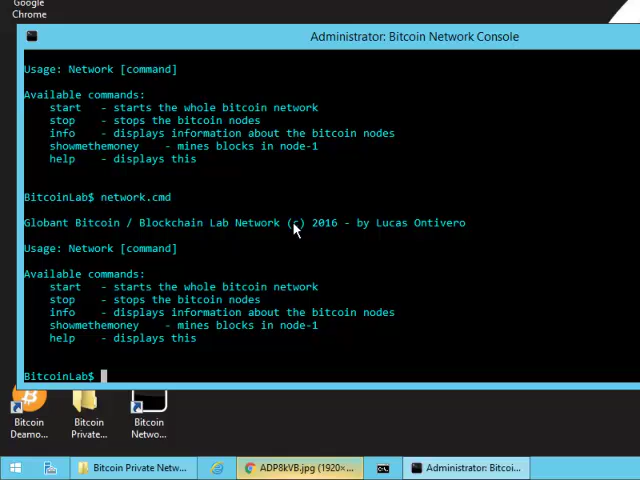 Google
Chrome
Administrator: Bitcoin Network Console
Usage: Network [command]
Available commands:
start - starts the whole bitcoin network
stop - stops the bitcoin nodes
info - displays information about the bitcoin nodes
showmethemoney - mines blocks in node-1
help - displays this
BitcoinLab$ network.cmd
Globant Bitcoin / Blockchain Lab Network (c) 2016 - by Lucas Ontivero
Usage: Network [command]
Available commands:
start - starts the whole bitcoin network
stop - stops the bitcoin nodes
info - displays information about the bitcoin nodes
showmethemoney - mines blocks in node-1
help - displays this
BitcoinLab$
Bitcoin
Deamo...
Bitcoin
Private...
Bitcoin
Netwo...
Bitcoin Private Netw...
ADP8kVB.jpg (1920×...
Administrator: Bitcoi...